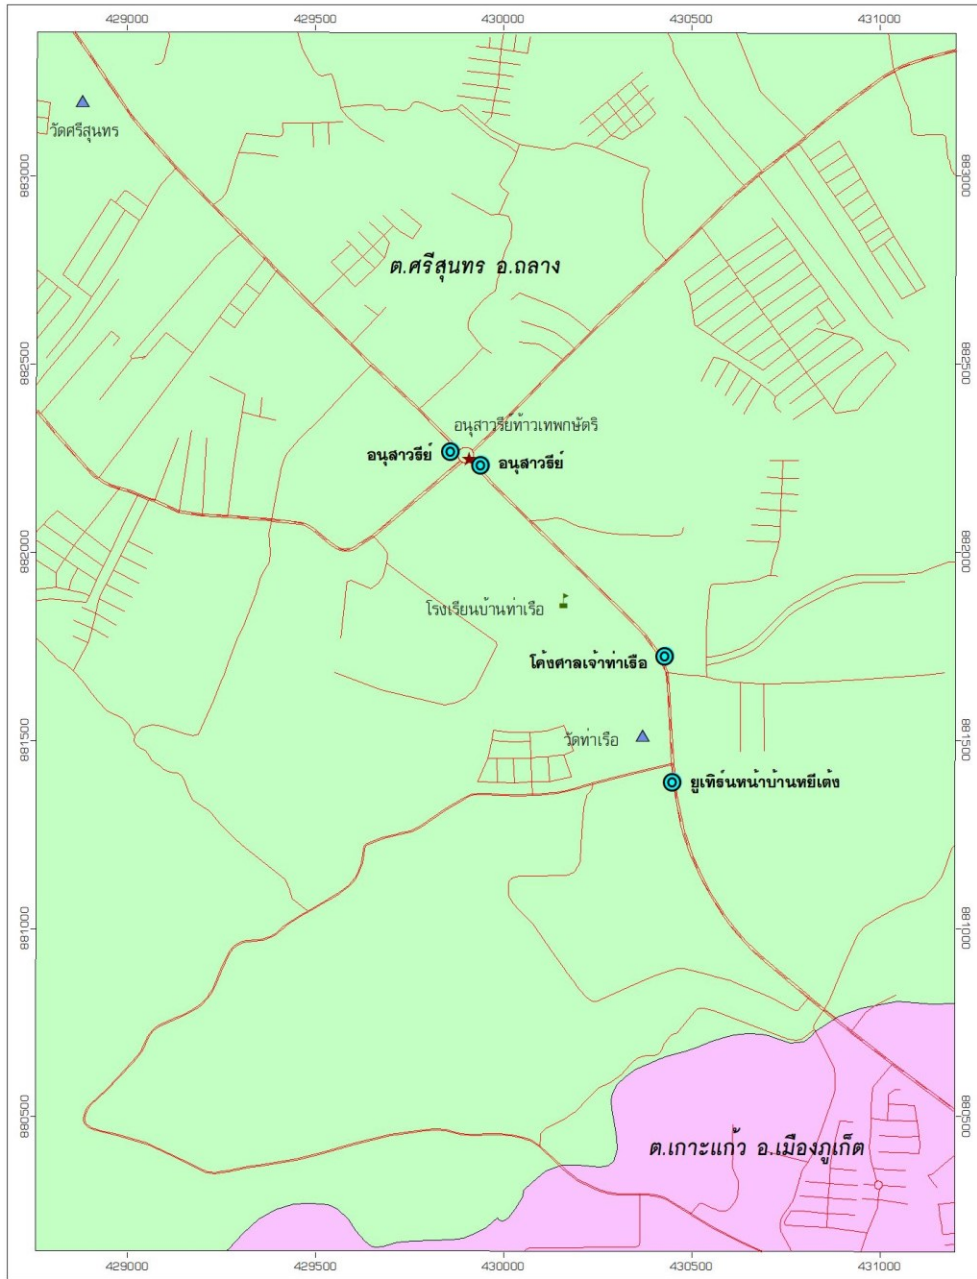 429000 429500 430000 430500 431000
วัดศรีสุนทร
883000 883000
ต.ศรีสุนทร อ.ถลาง
882500 882500
อนุสาวรีย์ท้าวเทพกษัตริ
อนุสาวรีย์
อนุสาวรีย์
882000 882000
โรงเรียนบ้านท่าเรือ
โค้งศาลเจ้าท่าเรือ
881500 881500
วัดท่าเรือ
ยูเทิร์นหน้าบ้านหยีเต้ง
881000 881000
880500 880500
ต.เกาะแก้ว อ.เมืองภูเก็ต
429000 429500 430000 430500 431000